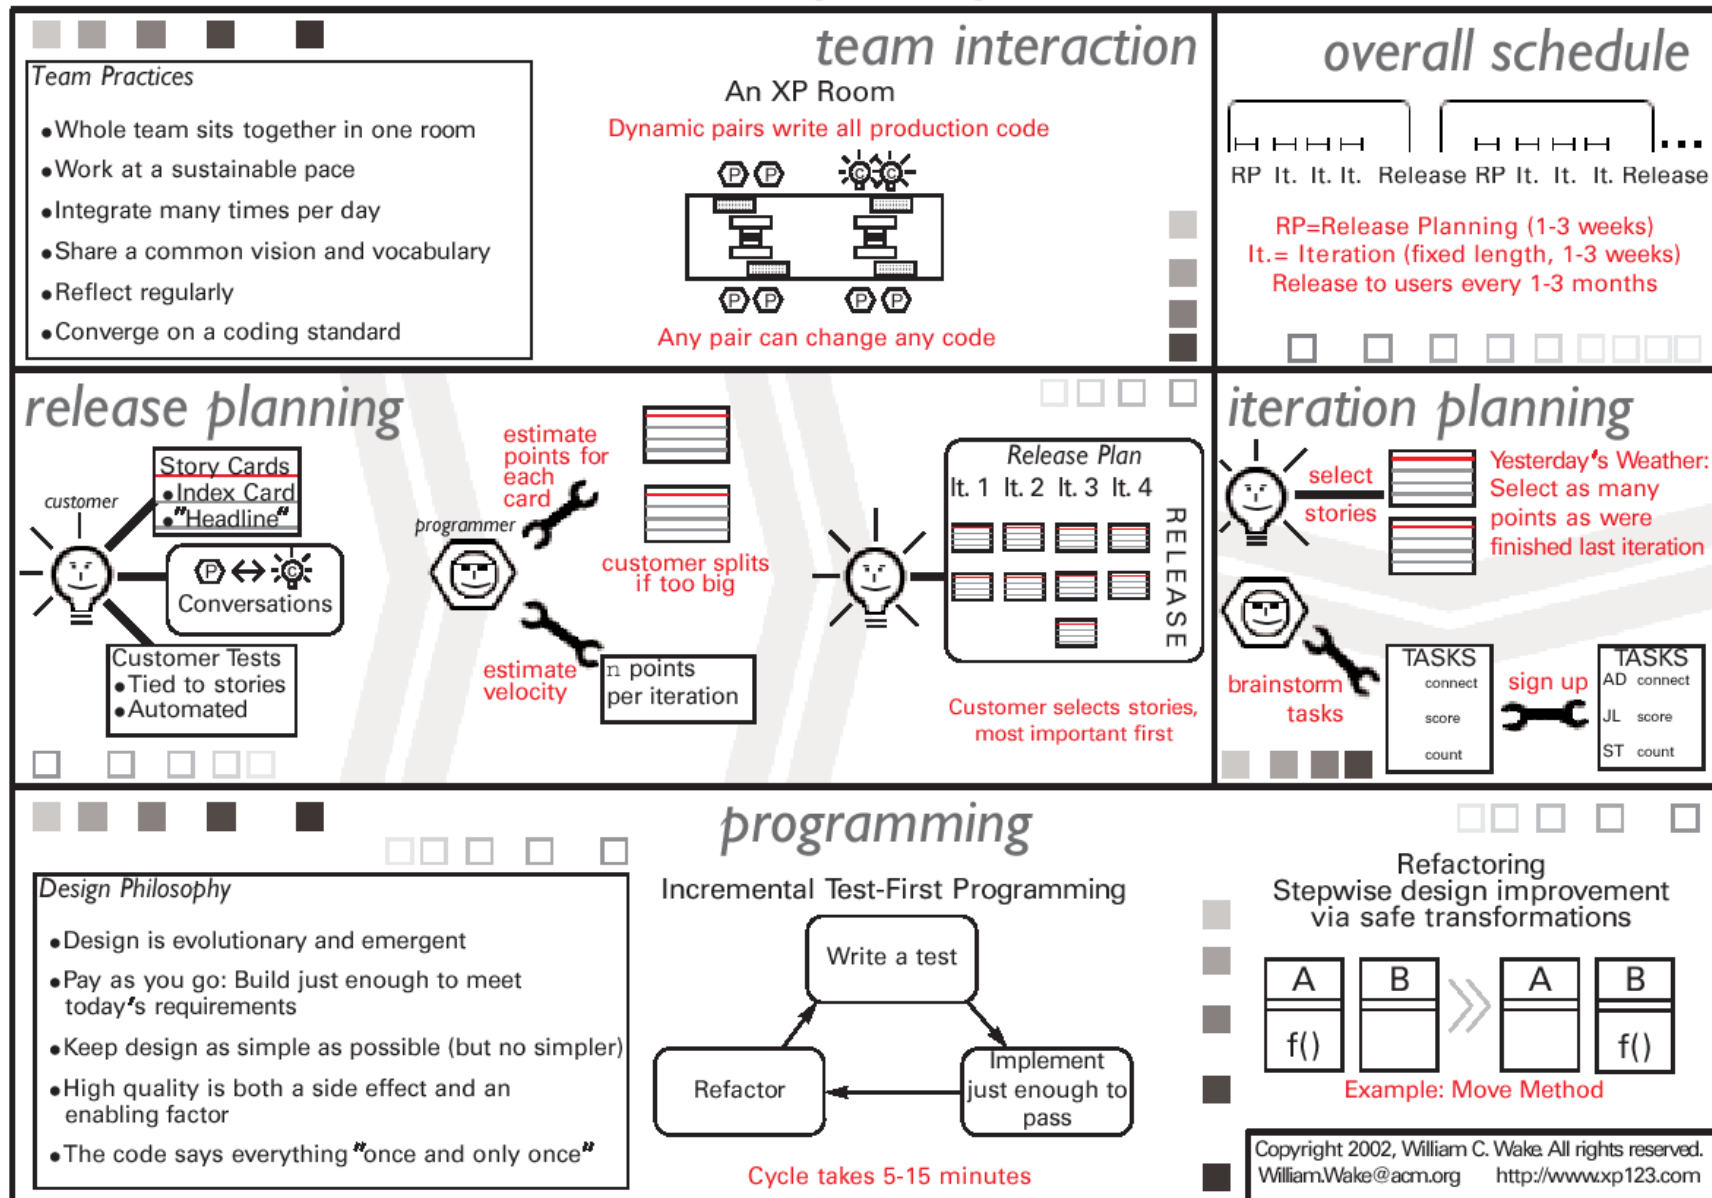 team interaction
Team Practices
•Whole team sits together in one room
•Work at a sustainable pace
•Integrate many times per day
•Share a common vision and vocabulary
•Reflect regularly
•Converge on a coding standard
An XP Room
Dynamic pairs write all production code
P P C C
P P P P
Any pair can change any code
overall schedule
RP It. It. It. Release RP It. It. It. Release
RP=Release Planning (1-3 weeks)
It.= Iteration (fixed length, 1-3 weeks)
Release to users every 1-3 months
release planning
customer
Story Cards
•Index Card
•"Headline"
P C
Conversations
Customer Tests
•Tied to stories
•Automated
programmer
estimate
points for
each
card
customer splits
if too big
estimate
velocity
n points
per iteration
Release Plan
It. 1 It. 2 It. 3 It. 4
RELEASE
Customer selects stories,
most important first
iteration planning
select
stories
Yesterday's Weather:
Select as many
points as were
finished last iteration
brainstorm
tasks
TASKS
connect
score
count
sign up
TASKS
AD connect
JL score
ST count
programming
Design Philosophy
•Design is evolutionary and emergent
•Pay as you go: Build just enough to meet
today's requirements
•Keep design as simple as possible (but no simpler)
•High quality is both a side effect and an
enabling factor
•The code says everything "once and only once"
Incremental Test-First Programming
Write a test
Implement
just enough to
pass
Refactor
Cycle takes 5-15 minutes
Refactoring
Stepwise design improvement
via safe transformations
A B A B
f() f()
Example: Move Method
Copyright 2002, William C. Wake. All rights reserved.
William.Wake@acm.org http://www.xp123.com